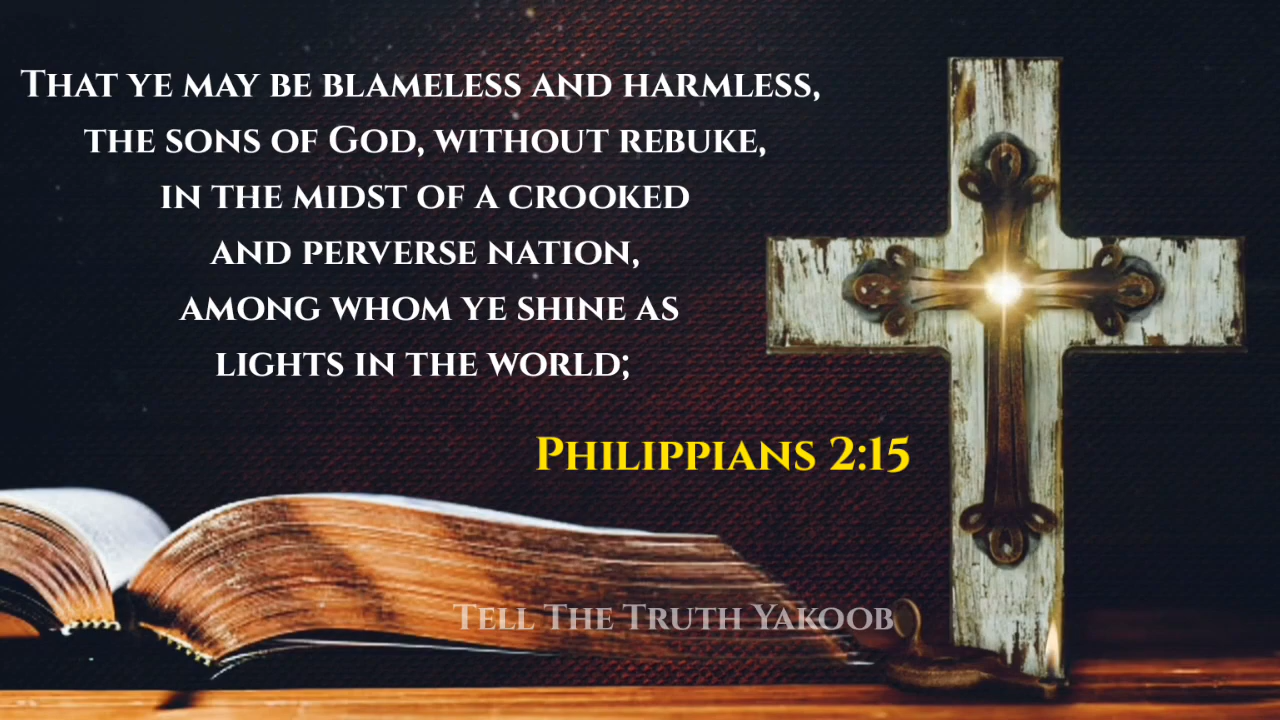 That ye may be blameless and harmless,
the sons of God, without rebuke,
in the midst of a crooked
and perverse nation,
among whom ye shine as
lights in the world;
Philippians 2:15
Tell The Truth Yakoob